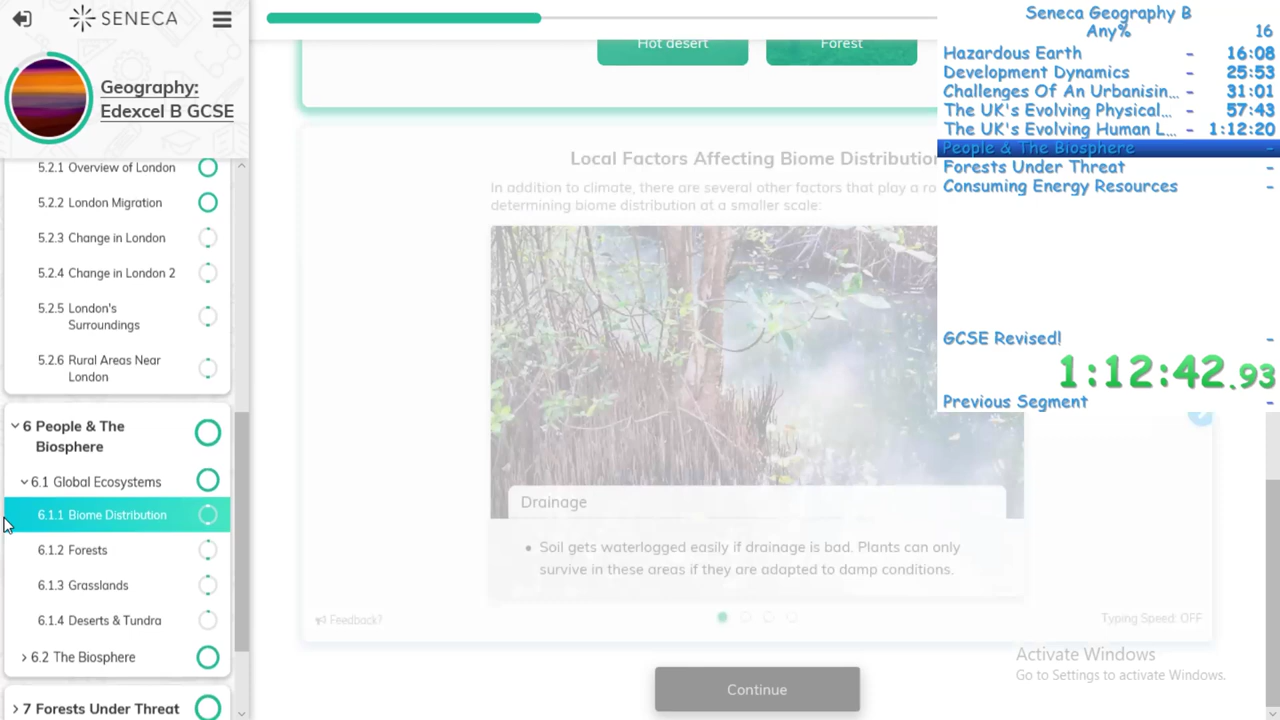 SENECA
Geography:
Edexcel B GCSE
5.2.1 Overview of London
5.2.2 London Migration
5.2.3 Change in London
5.2.4 Change in London 2
5.2.5 London's
Surroundings
5.2.6 Rural Areas Near
London
6 People & The
Biosphere
6.1 Global Ecosystems
6.1.1 Biome Distribution
6.1.2 Forests
6.1.3 Grasslands
6.1.4 Deserts & Tundra
6.2 The Biosphere
7 Forests Under Threat
Hot desert
Forest
Local Factors Affecting Biome Distribution
In addition to climate, there are several other factors that play a ro
determining biome distribution at a smaller scale:
Drainage
• Soil gets waterlogged easily if drainage is bad. Plants can only
survive in these areas if they are adapted to damp conditions.
Feedback?
Typing Speed: OFF
Continue
Activate Windows
Go to Settings to activate Windows.
Seneca Geography B
Any% 16
Hazardous Earth - 16:08
Development Dynamics - 25:53
Challenges Of An Urbanisin... - 31:01
The UK's Evolving Physical... - 57:43
The UK's Evolving Human L... - 1:12:20
People & The Biosphere -
Forests Under Threat
Consuming Energy Resources
GCSE Revised! -
1:12:42.93
Previous Segment -